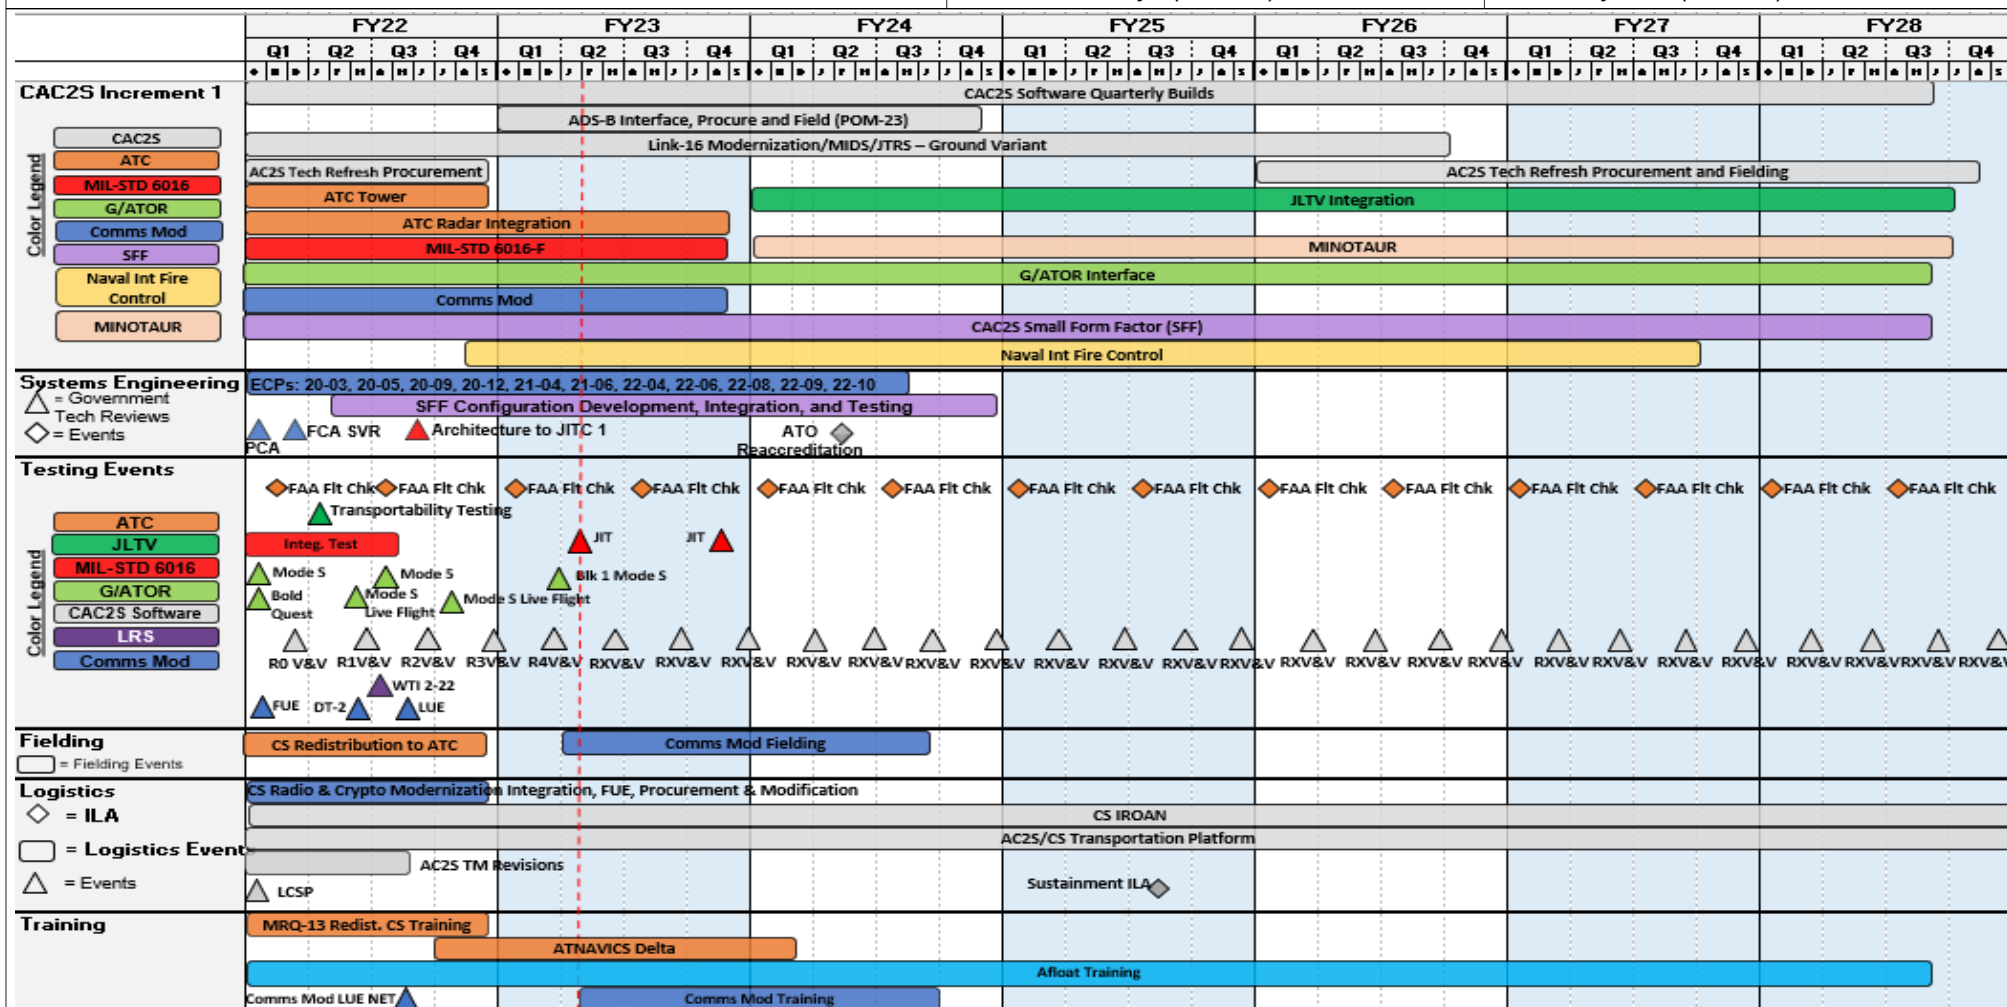 FY22 FY23 FY24 FY25 FY26 FY27 FY28
Q1 Q2 Q3 Q4 Q1 Q2 Q3 Q4 Q1 Q2 Q3 Q4 Q1 Q2 Q3 Q4 Q1 Q2 Q3 Q4 Q1 Q2 Q3 Q4 Q1 Q2 Q3 Q4
CAC2S Increment 1
CAC2S Software Quarterly Builds
ADS-B Interface, Procure and Field (POM-23)
Link-16 Modernization/MIDS/JTRS – Ground Variant
AC2S Tech Refresh Procurement
AC2S Tech Refresh Procurement and Fielding
ATC Tower
JLTV Integration
ATC Radar Integration
MIL-STD 6016-F
MINOTAUR
G/ATOR Interface
Comms Mod
CAC2S Small Form Factor (SFF)
Naval Int Fire Control
Color Legend
CAC2S
ATC
MIL-STD 6016
G/ATOR
Comms Mod
SFF
Naval Int Fire
Control
MINOTAUR
Systems Engineering
= Government
Tech Reviews
= Events
ECPs: 20-03, 20-05, 20-09, 20-12, 21-04, 21-06, 22-04, 22-06, 22-08, 22-09, 22-10
SFF Configuration Development, Integration, and Testing
PCA
FCA SVR
Architecture to JITC 1
ATO
Reaccreditation
Testing Events
FAA Flt Chk FAA Flt Chk FAA Flt Chk FAA Flt Chk FAA Flt Chk FAA Flt Chk FAA Flt Chk FAA Flt Chk FAA Flt Chk FAA Flt Chk FAA Flt Chk FAA Flt Chk FAA Flt Chk FAA Flt Chk
Transportability Testing
Integ. Test
JIT
JIT
Mode S
Mode S
Blk 1 Mode S
Bold
Quest
Mode S
Live Flight
Mode S Live Flight
R0 V&V R1V&V R2V&V R3V&V R4V&V RXV&V RXV&V RXV&V RXV&V RXV&V RXV&V RXV&V RXV&V RXV&V RXV&V RXV&V RXV&V RXV&V RXV&V RXV&V RXV&V RXV&V RXV&V RXV&V RXV&V RXV&V RXV&V RXV&V
WTI 2-22
FUE
DT-2
LUE
Color Legend
ATC
JLTV
MIL-STD 6016
G/ATOR
CAC2S Software
LRS
Comms Mod
Fielding
= Fielding Events
CS Redistribution to ATC
Comms Mod Fielding
Logistics
= ILA
= Logistics Event
= Events
CS Radio & Crypto Modernization Integration, FUE, Procurement & Modification
CS IROAN
AC2S/CS Transportation Platform
AC2S TM Revisions
LCSP
Sustainment ILA
Training
MRQ-13 Redist. CS Training
ATNAVICS Delta
Afloat Training
Comms Mod LUE NET
Comms Mod Training